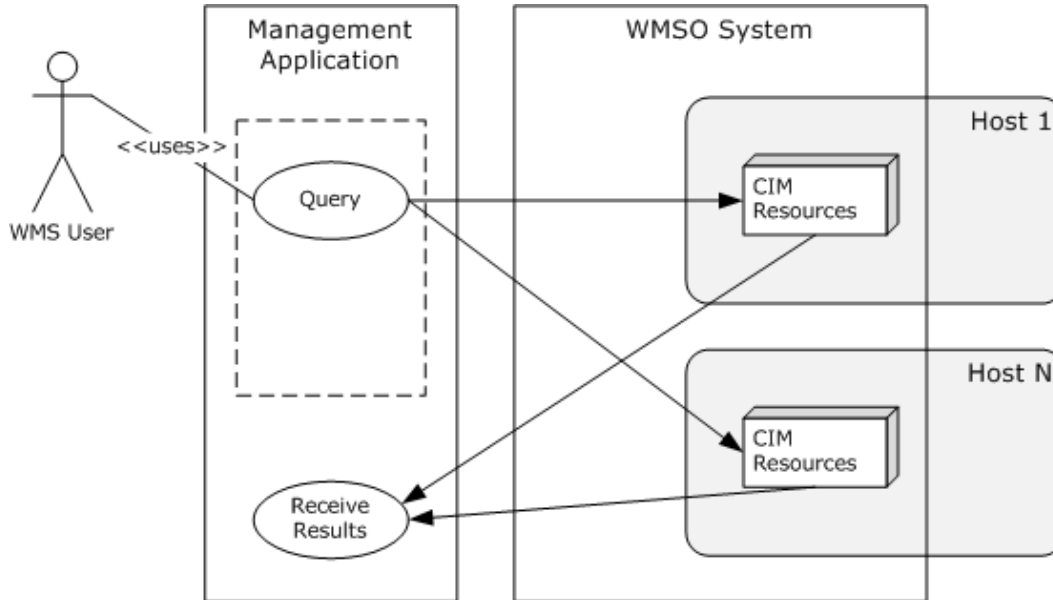 Management
Application
WMSO System
Host 1
<<uses>>
CIM
Resources
Query
WMS User
Host N
CIM
Resources
Receive
Results